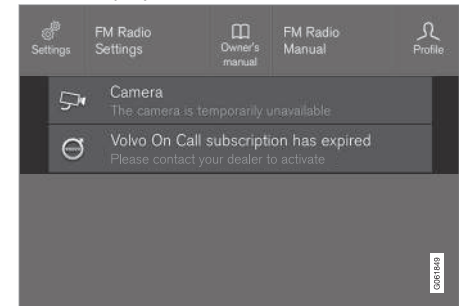 Settings
FM Radio
Settings
Owner's
manual
FM Radio
Manual
Profile
Camera
The camera is temporarily unavailable
Volvo On Call subscription has expired
Please contact your dealer to activate
G061849